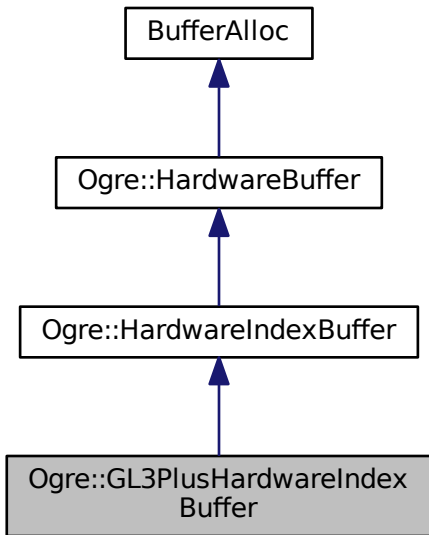 BufferAlloc
Ogre::HardwareBuffer
Ogre::HardwareIndexBuffer
Ogre::GL3PlusHardwareIndex
Buffer